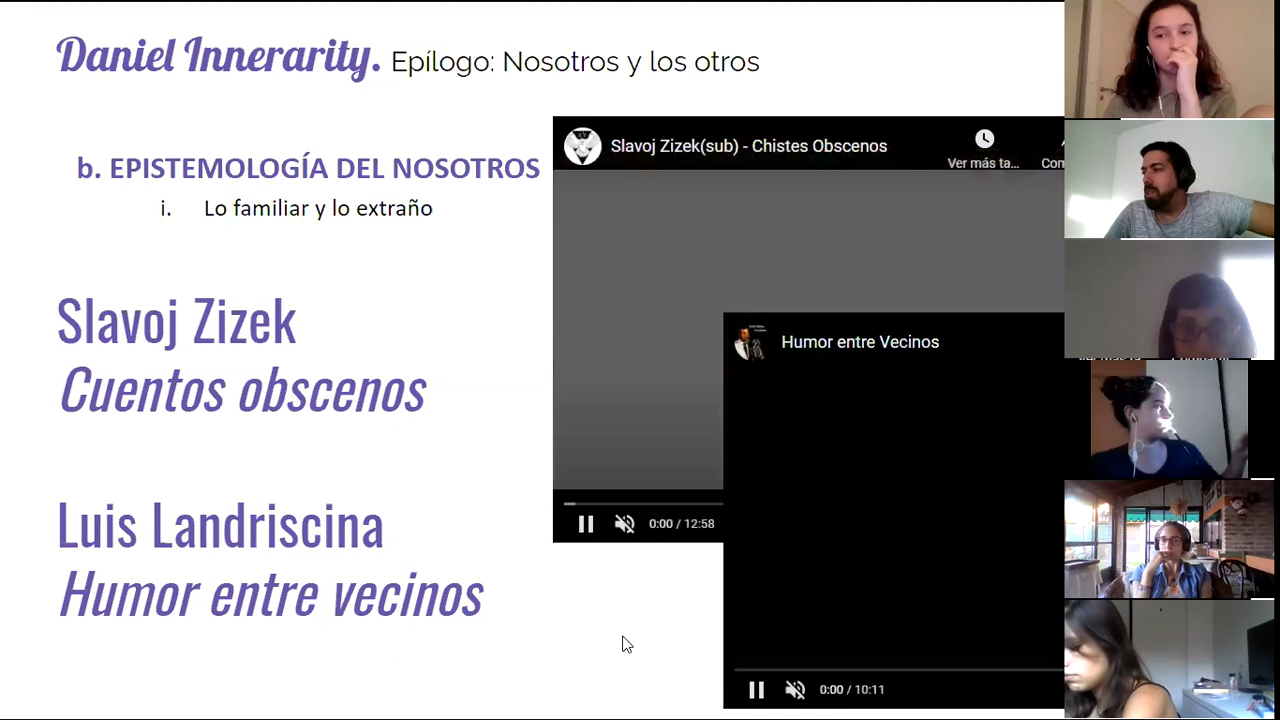 Daniel Innerarity. Epílogo: Nosotros y los otros
b. EPISTEMOLOGÍA DEL NOSOTROS
i. Lo familiar y lo extraño
Slavoj Zizek
Cuentos obscenos
Luis Landriscina
Humor entre vecinos
Slavoj Zizek(sub) - Chistes Obscenos
Ver más ta...
Com
0:00 / 12:58
Humor entre Vecinos
0:00 / 10:11